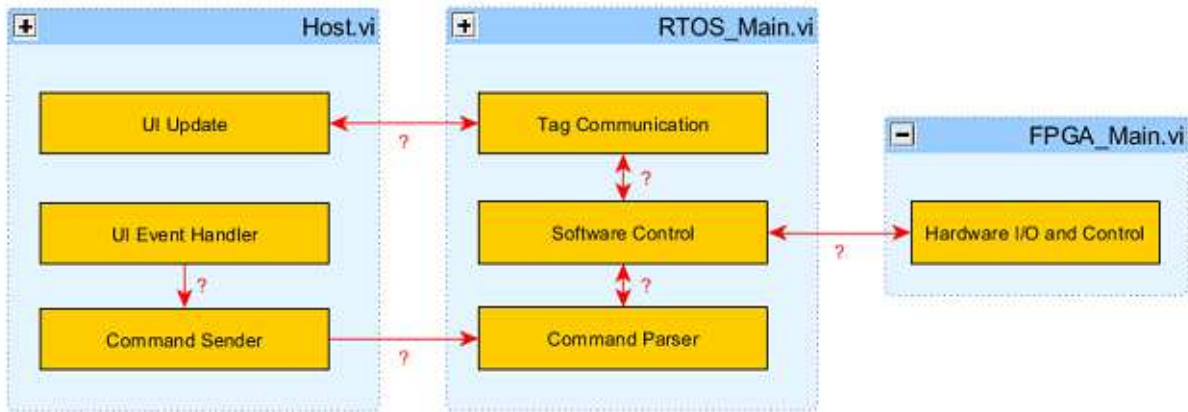 Host.vi
UI Update
UI Event Handler
?
Command Sender
?
?
RTOS_Main.vi
Tag Communication
?
Software Control
?
Command Parser
?
FPGA_Main.vi
Hardware I/O and Control